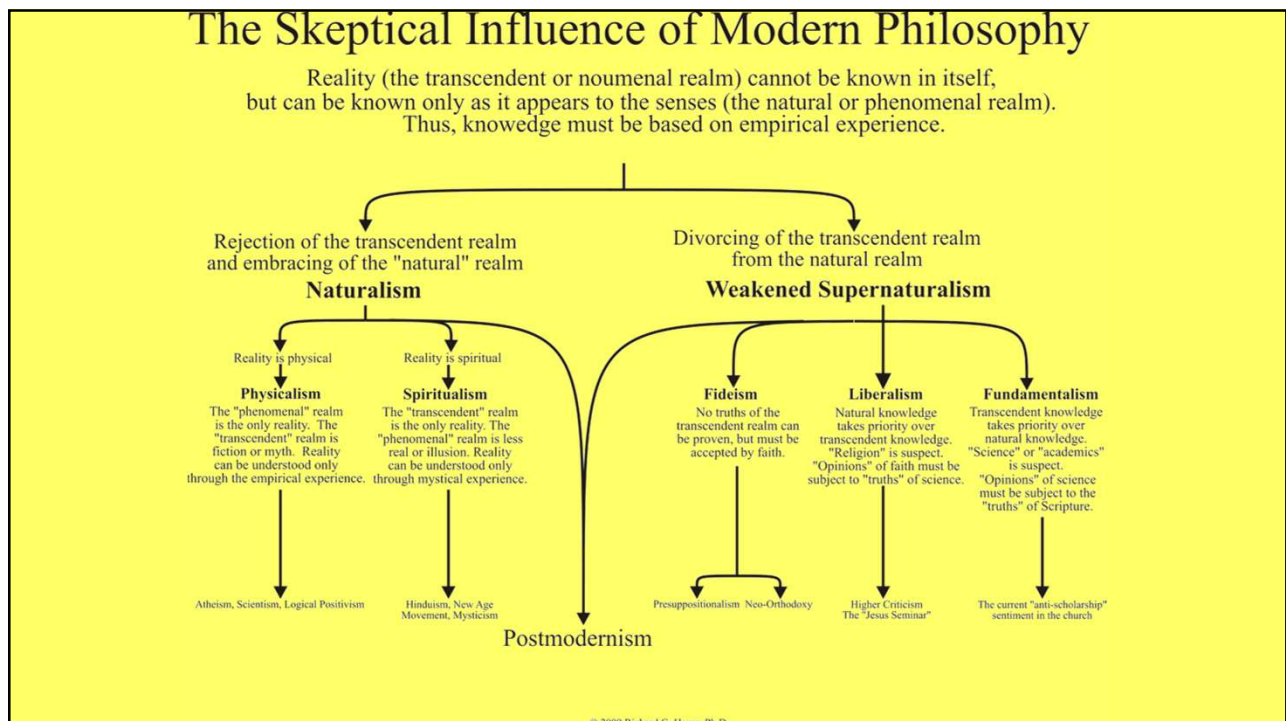 The Skeptical Influence of Modern Philosophy
Reality (the transcendent or noumenal realm) cannot be known in itself,
but can be known only as it appears to the senses (the natural or phenomenal realm).
Thus, knowedge must be based on empirical experience.
Rejection of the transcendent realm
and embracing of the "natural" realm
Naturalism
Divorcing of the transcendent realm
from the natural realm
Weakened Supernaturalism
Reality is physical
Physicalism
The "phenomenal" realm
is the only reality. The
"transcendent" realm is
fiction or myth. Reality
can be understood only
through the empirical experience.
Reality is spiritual
Spiritualism
The "transcendent" realm
is the only reality. The
"phenomenal" realm is less
real or illusion. Reality
can be understood only
through mystical experience.
Fideism
No truths of the
transcendent realm can
be proven, but must be
accepted by faith.
Liberalism
Natural knowledge
takes priority over
transcendent knowledge.
"Religion" is suspect.
"Opinions" of faith must be
subject to "truths" of science.
Fundamentalism
Transcendent knowledge
takes priority over
natural knowledge.
"Science" or "academics"
is suspect.
"Opinions" of science
must be subject to the
"truths" of Scripture.
Atheism, Scientism, Logical Positivism
Hinduism, New Age
Movement, Mysticism
Postmodernism
Presuppositionalism
Neo-Orthodoxy
Higher Criticism
The "Jesus Seminar"
The current "anti-scholarship"
sentiment in the church